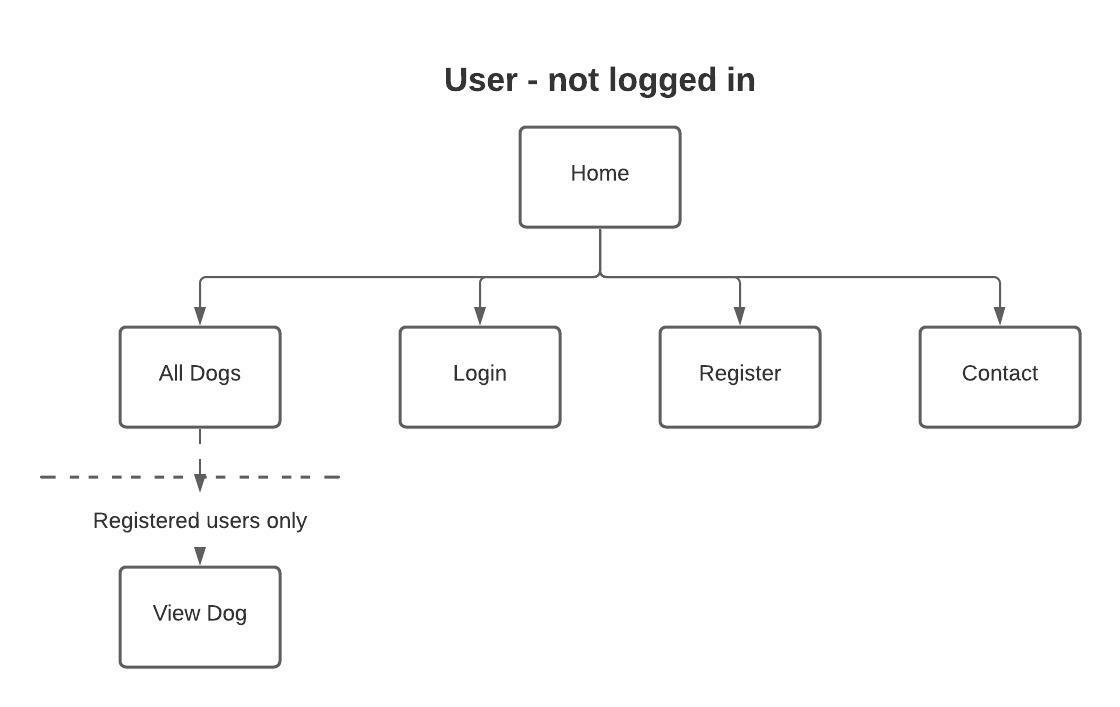 User - not logged in
Home
All Dogs
Login
Register
Contact
Registered users only
View Dog